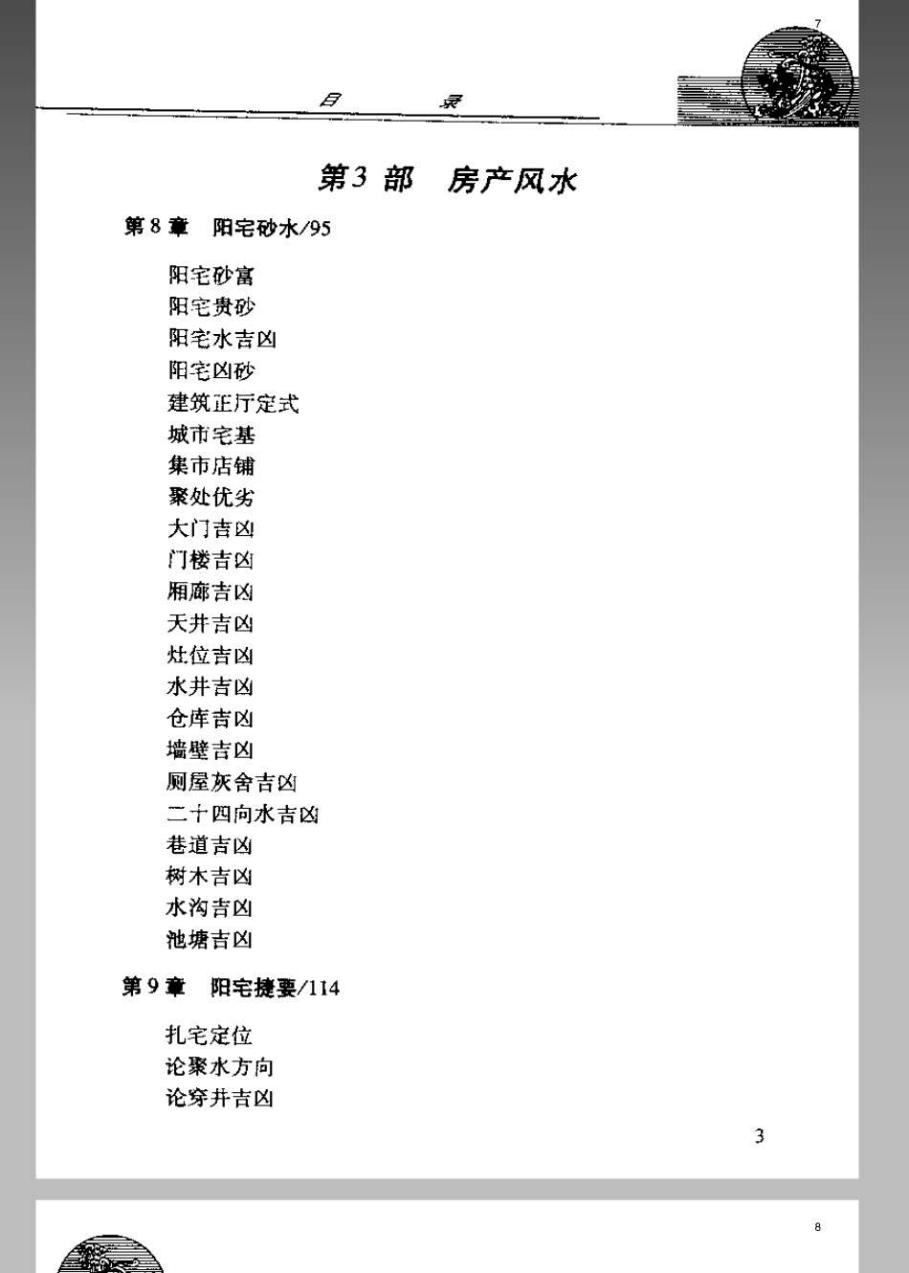 7
目 录
第3部 房产风水
第8章 阳宅砂水/95
阳宅砂富
阳宅贵砂
阳宅水吉凶
阳宅凶砂
建筑正厅定式
城市宅基
集市店铺
聚处优劣
大门吉凶
门楼吉凶
厢廊吉凶
天井吉凶
灶位吉凶
水井吉凶
仓库吉凶
墙壁吉凶
厕屋灰舍吉凶
二十四向水吉凶
巷道吉凶
树木吉凶
水沟吉凶
池塘吉凶
第9章 阳宅捷要/114
扎宅定位
论聚水方向
论穿井吉凶
3
8